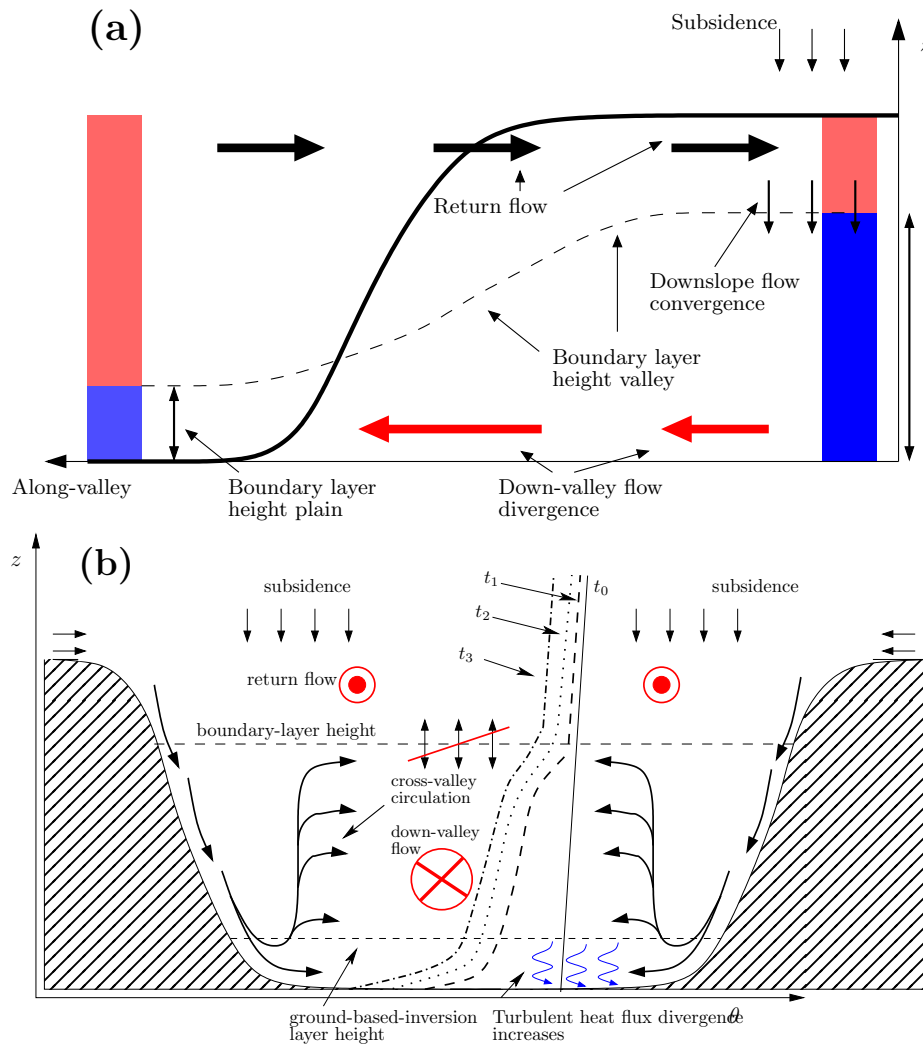 (a)
Subsidence
z
Return flow
Downslope flow
convergence
Boundary layer
height valley
Along-valley
Boundary layer
height plain
Down-valley flow
divergence
(b)
z
subsidence
t1
t0
subsidence
t2
t3
return flow
boundary-layer height
cross-valley
circulation
down-valley
flow
ground-based-inversion
layer height
Turbulent heat flux divergence
increases
θ